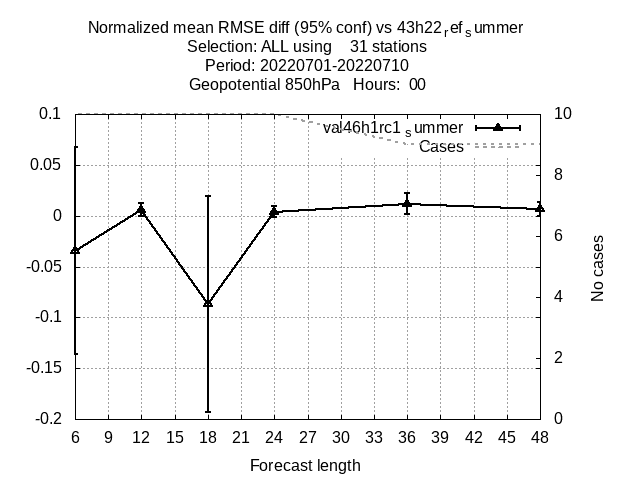 Normalized mean RMSE diff (95% conf) vs 43h22refsummer
Selection: ALL using 31 stations
Period: 20220701-20220710
Geopotential 850hPa Hours: 00
0.1 10
val46h1rc1summer
Cases
0.05 8
0
-0.05 6
-0.1 4
-0.15 2
-0.2 0
No cases
6 9 12 15 18 21 24 27 30 33 36 39 42 45 48
Forecast length